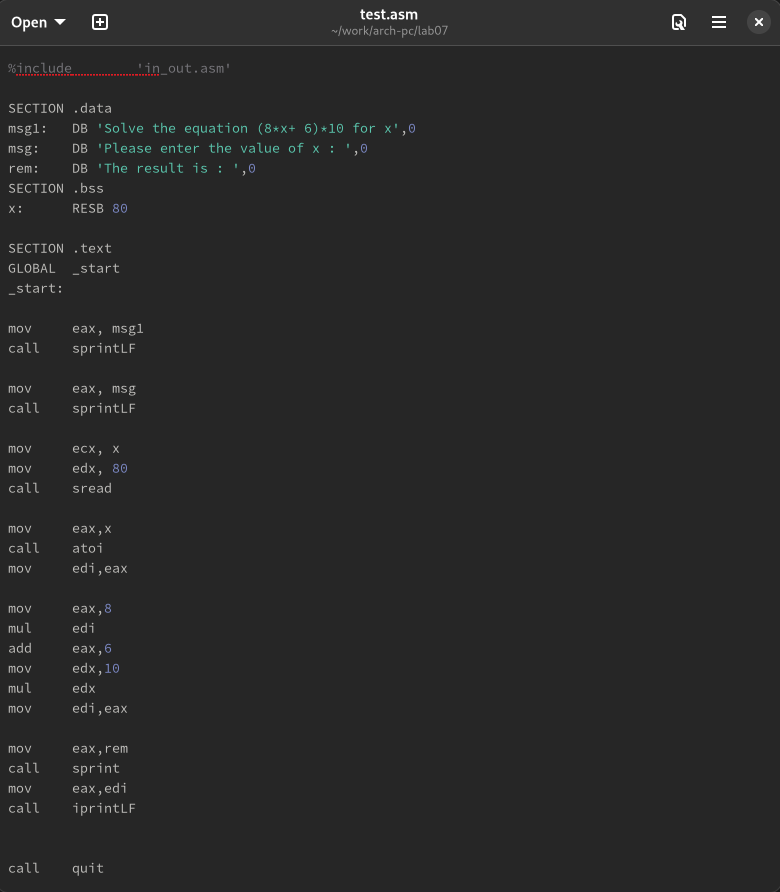 Open
test.asm
~/work/arch-pc/lab07
%include        'in_out.asm'
SECTION .data
msg1:   DB 'Solve the equation (8*x+ 6)*10 for x',0
msg:    DB 'Please enter the value of x : ',0
rem:    DB 'The result is : ',0
SECTION .bss
x:      RESB 80
SECTION .text
GLOBAL  _start
_start:
mov     eax, msg1
call    sprintLF
mov     eax, msg
call    sprintLF
mov     ecx, x
mov     edx, 80
call    sread
mov     eax,x
call    atoi
mov     edi,eax
mov     eax,8
mul     edi
add     eax,6
mov     edx,10
mul     edx
mov     edi,eax
mov     eax,rem
call    sprint
mov     eax,edi
call    iprintLF
call    quit